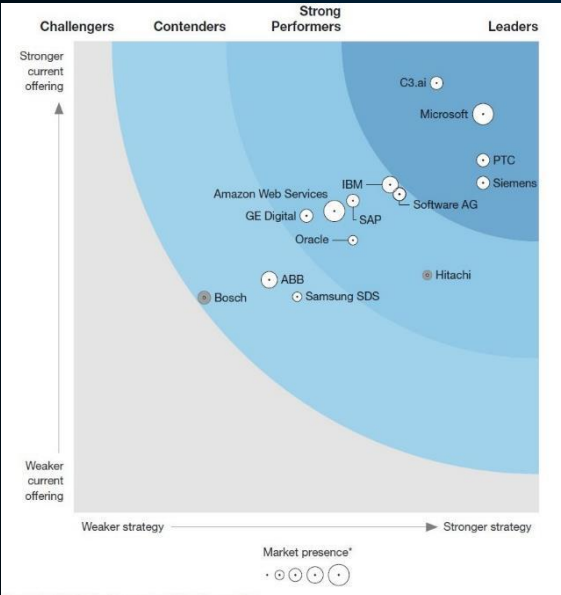 Challengers
Contenders
Strong
Performers
Leaders
Stronger
current
offering
C3.ai
Microsoft
PTC
IBM
Siemens
Amazon Web Services
Software AG
GE Digital
SAP
Oracle
Hitachi
ABB
Bosch
Samsung SDS
Weaker
current
offering
Weaker strategy
Stronger strategy
Market presence*